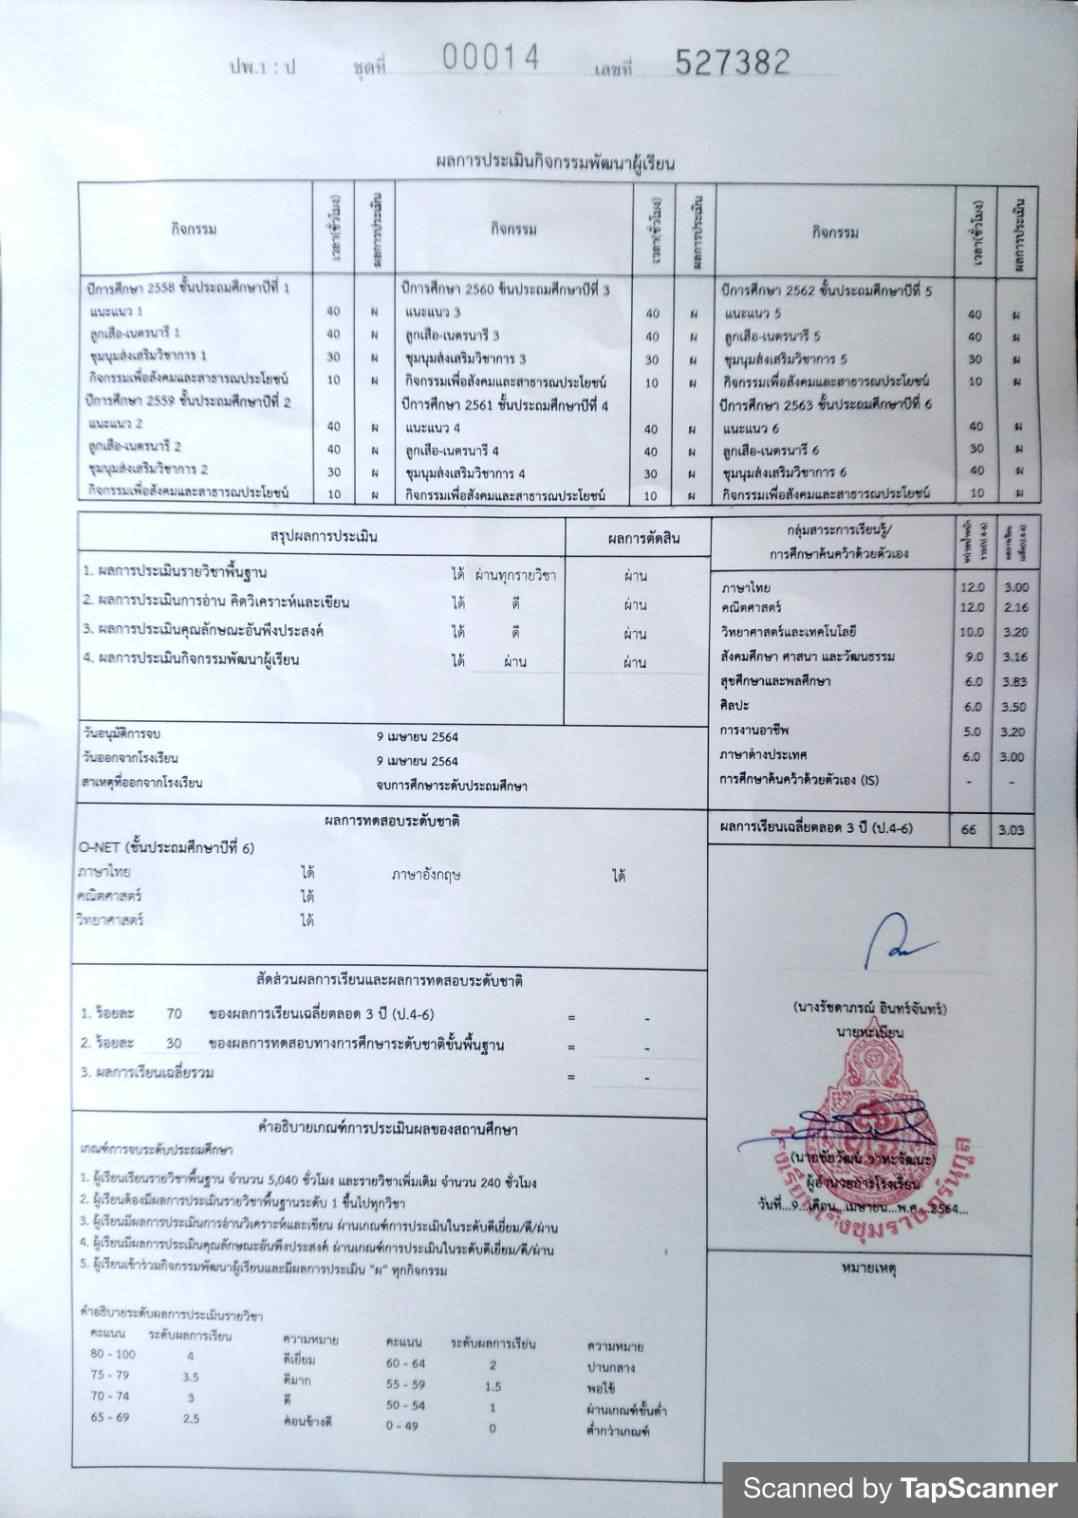 ปพ.1 : ป ชุดที่ 00014 เลขที่ 527382
ผลการประเมินกิจกรรมพัฒนาผู้เรียน
กิจกรรม เวลา(ชั่วโมง) ผลการประเมิน กิจกรรม เวลา(ชั่วโมง) ผลการประเมิน กิจกรรม เวลา(ชั่วโมง) ผลการประเมิน
ปีการศึกษา 2558 ชั้นประถมศึกษาปีที่ 1
แนะแนว 1 40 ผ
ลูกเสือ-เนตรนารี 1 40 ผ
ชุมนุมส่งเสริมวิชาการ 1 30 ผ
กิจกรรมเพื่อสังคมและสาธารณประโยชน์ 10 ผ
ปีการศึกษา 2559 ชั้นประถมศึกษาปีที่ 2
แนะแนว 2 40 ผ
ลูกเสือ-เนตรนารี 2 40 ผ
ชุมนุมส่งเสริมวิชาการ 2 30 ผ
กิจกรรมเพื่อสังคมและสาธารณประโยชน์ 10 ผ
ปีการศึกษา 2560 ชั้นประถมศึกษาปีที่ 3
แนะแนว 3 40 ผ
ลูกเสือ-เนตรนารี 3 40 ผ
ชุมนุมส่งเสริมวิชาการ 3 30 ผ
กิจกรรมเพื่อสังคมและสาธารณประโยชน์ 10 ผ
ปีการศึกษา 2561 ชั้นประถมศึกษาปีที่ 4
แนะแนว 4 40 ผ
ลูกเสือ-เนตรนารี 4 40 ผ
ชุมนุมส่งเสริมวิชาการ 4 30 ผ
กิจกรรมเพื่อสังคมและสาธารณประโยชน์ 10 ผ
ปีการศึกษา 2562 ชั้นประถมศึกษาปีที่ 5
แนะแนว 5 40 ผ
ลูกเสือ-เนตรนารี 5 40 ผ
ชุมนุมส่งเสริมวิชาการ 5 30 ผ
กิจกรรมเพื่อสังคมและสาธารณประโยชน์ 10 ผ
ปีการศึกษา 2563 ชั้นประถมศึกษาปีที่ 6
แนะแนว 6 40 ผ
ลูกเสือ-เนตรนารี 6 30 ผ
ชุมนุมส่งเสริมวิชาการ 6 40 ผ
กิจกรรมเพื่อสังคมและสาธารณประโยชน์ 10 ผ
สรุปผลการประเมิน ผลการตัดสิน
1. ผลการประเมินรายวิชาพื้นฐาน ได้ ผ่านทุกรายวิชา ผ่าน
2. ผลการประเมินการอ่าน คิดวิเคราะห์และเขียน ได้ ดี ผ่าน
3. ผลการประเมินคุณลักษณะอันพึงประสงค์ ได้ ดี ผ่าน
4. ผลการประเมินกิจกรรมพัฒนาผู้เรียน ได้ ผ่าน ผ่าน
วันอนุมัติการจบ 9 เมษายน 2564
วันออกจากโรงเรียน 9 เมษายน 2564
สาเหตุที่ออกจากโรงเรียน จบการศึกษาระดับประถมศึกษา
กลุ่มสาระการเรียนรู้/
การศึกษาค้นคว้าด้วยตัวเอง
ภาษาไทย 12.0 3.00
คณิตศาสตร์ 12.0 2.16
วิทยาศาสตร์และเทคโนโลยี 10.0 3.20
สังคมศึกษา ศาสนา และวัฒนธรรม 9.0 3.16
สุขศึกษาและพลศึกษา 6.0 3.83
ศิลปะ 6.0 3.50
การงานอาชีพ 5.0 3.20
ภาษาต่างประเทศ 6.0 3.00
การศึกษาค้นคว้าด้วยตัวเอง (IS) - -
ผลการเรียนเฉลี่ยตลอด 3 ปี (ป.4-6) 66 3.03
ผลการทดสอบระดับชาติ
O-NET (ชั้นประถมศึกษาปีที่ 6)
ภาษาไทย ได้ ภาษาอังกฤษ ได้
คณิตศาสตร์ ได้
วิทยาศาสตร์ ได้
สัดส่วนผลการเรียนและผลการทดสอบระดับชาติ
1. ร้อยละ 70 ของผลการเรียนเฉลี่ยตลอด 3 ปี (ป.4-6) = -
2. ร้อยละ 30 ของผลการทดสอบทางการศึกษาระดับชาติขั้นพื้นฐาน = -
3. ผลการเรียนเฉลี่ยรวม = -
(นางรัชดาภรณ์ อินทร์จันทร์)
นายทะเบียน
ผู้อำนวยการโรงเรียน
วันที่...9...เดือน...เมษายน...พ.ศ...2564...
หมายเหตุ
คำอธิบายเกณฑ์การประเมินผลของสถานศึกษา
เกณฑ์การจบระดับประถมศึกษา
1. ผู้เรียนเรียนรายวิชาพื้นฐาน จำนวน 5,040 ชั่วโมง และรายวิชาเพิ่มเติม จำนวน 240 ชั่วโมง
2. ผู้เรียนต้องมีผลการประเมินรายวิชาพื้นฐานระดับ 1 ขึ้นไปทุกวิชา
3. ผู้เรียนมีผลการประเมินการอ่านวิเคราะห์และเขียน ผ่านเกณฑ์การประเมินในระดับดีเยี่ยม/ดี/ผ่าน
4. ผู้เรียนมีผลการประเมินคุณลักษณะอันพึงประสงค์ ผ่านเกณฑ์การประเมินในระดับดีเยี่ยม/ดี/ผ่าน
5. ผู้เรียนเข้าร่วมกิจกรรมพัฒนาผู้เรียนและมีผลการประเมิน "ผ" ทุกกิจกรรม
คำอธิบายระดับผลการประเมินรายวิชา
คะแนน ระดับผลการเรียน ความหมาย คะแนน ระดับผลการเรียน ความหมาย
80 - 100 4 ดีเยี่ยม 60 - 64 2 ปานกลาง
75 - 79 3.5 ดีมาก 55 - 59 1.5 พอใช้
70 - 74 3 ดี 50 - 54 1 ผ่านเกณฑ์ขั้นต่ำ
65 - 69 2.5 ค่อนข้างดี 0 - 49 0 ต่ำกว่าเกณฑ์
Scanned by TapScanner